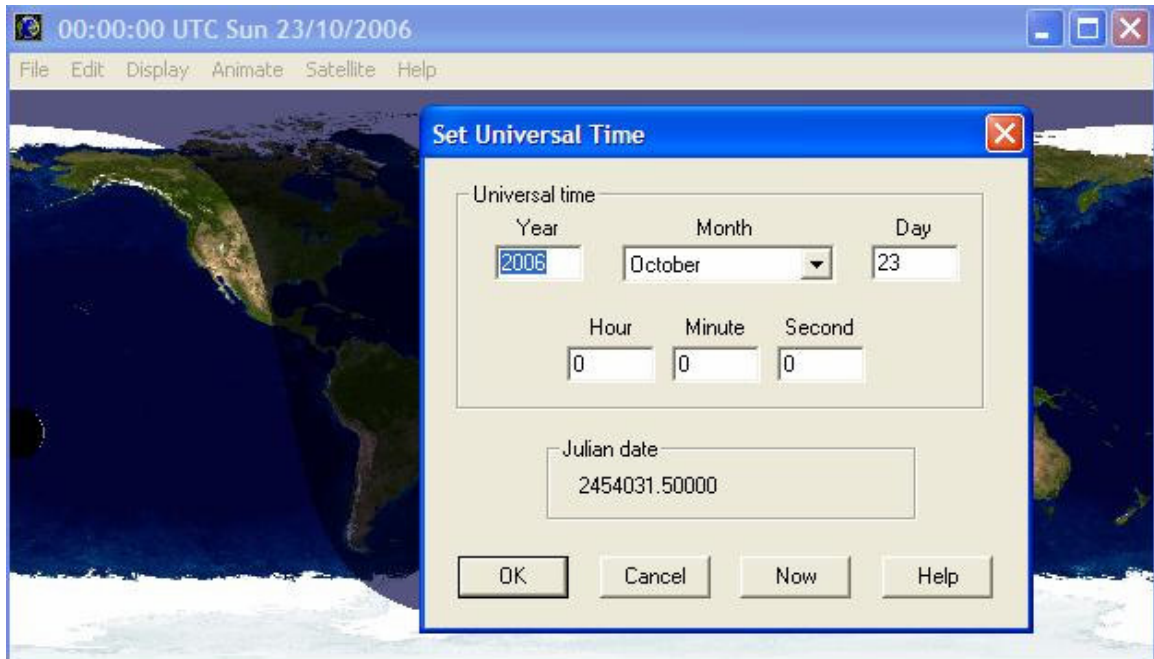 00:00:00 UTC Sun 23/10/2006
File Edit Display Animate Satellite Help
Set Universal Time
Universal time
Year Month Day
2006 October 23
Hour Minute Second
0 0 0
Julian date
2454031.50000
OK Cancel Now Help